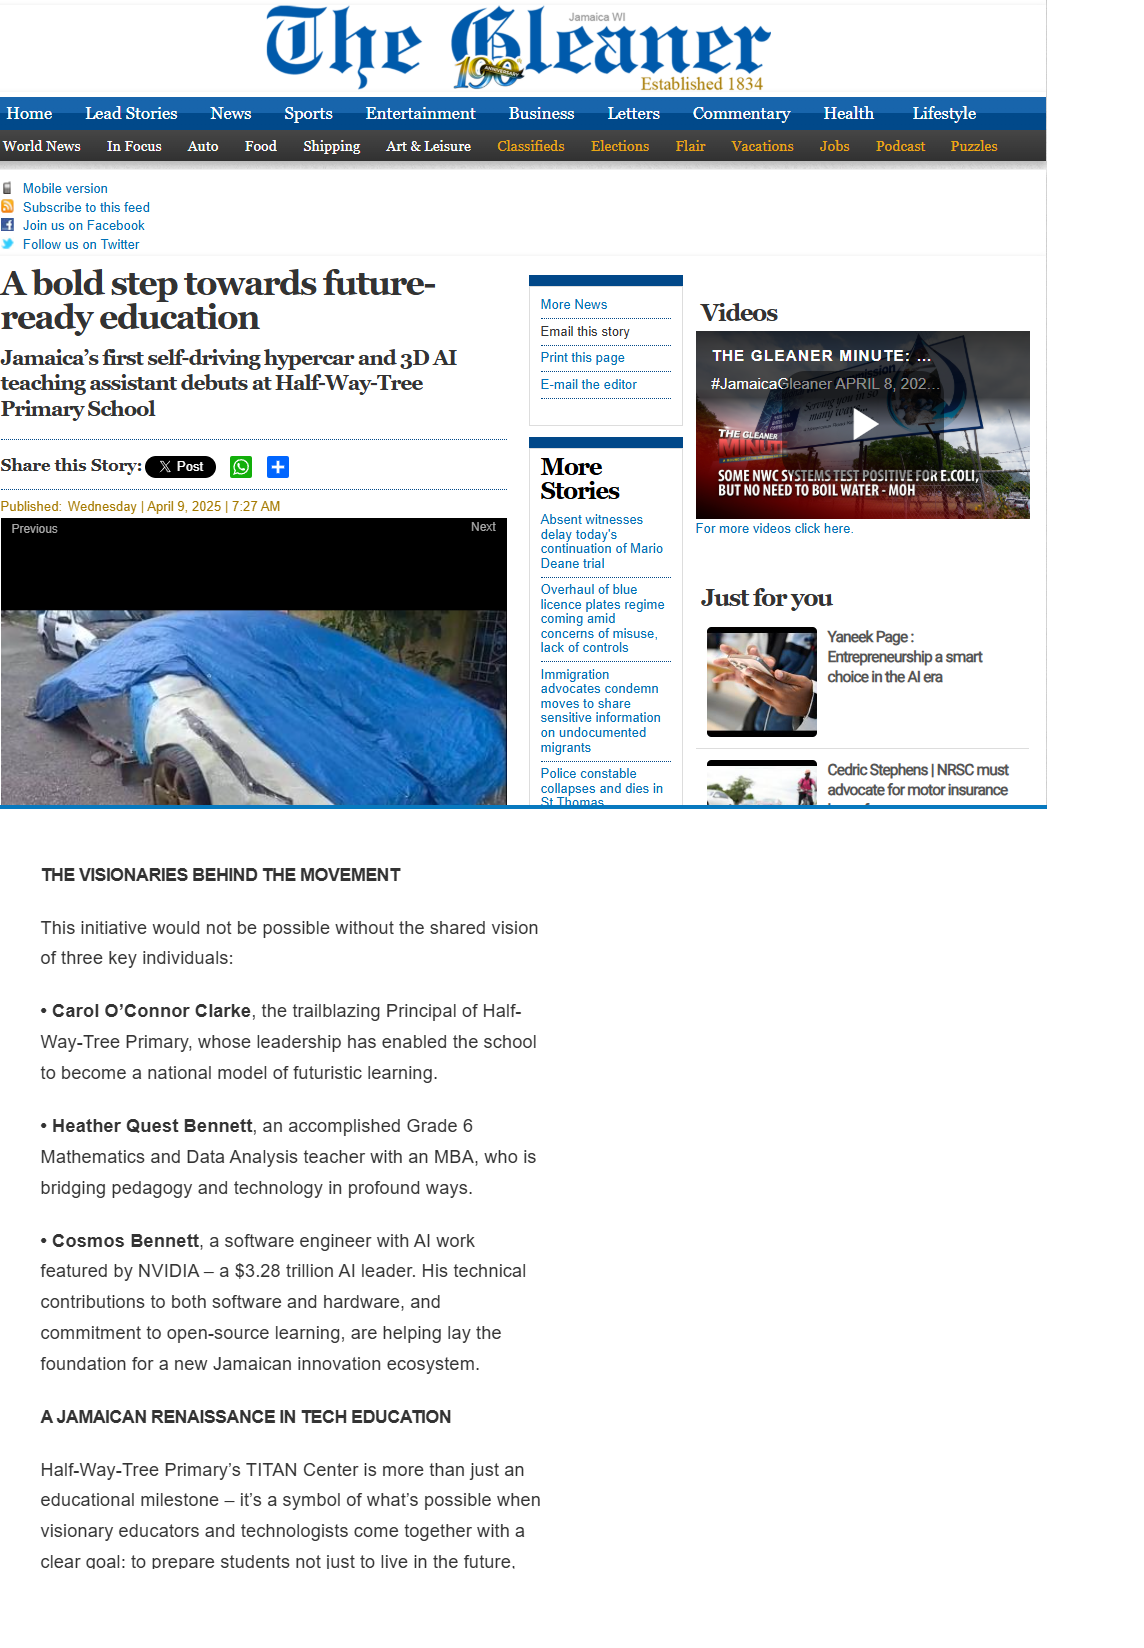 The Gleaner
Jamaica WI
190
ANNIVERSARY
Established 1834
Home Lead Stories News Sports Entertainment Business Letters Commentary Health Lifestyle
World News In Focus Auto Food Shipping Art & Leisure Classifieds Elections Flair Vacations Jobs Podcast Puzzles
Mobile version
Subscribe to this feed
Join us on Facebook
Follow us on Twitter
A bold step towards future-
ready education
Jamaica’s first self-driving hypercar and 3D AI
teaching assistant debuts at Half-Way-Tree
Primary School
Share this Story: X Post
Published: Wednesday | April 9, 2025 | 7:27 AM
Previous Next
More News
Email this story
Print this page
E-mail the editor
More
Stories
Absent witnesses
delay today's
continuation of Mario
Deane trial
Overhaul of blue
licence plates regime
coming amid
concerns of misuse,
lack of controls
Immigration
advocates condemn
moves to share
sensitive information
on undocumented
migrants
Police constable
collapses and dies in
St Thomas
Videos
THE GLEANER MINUTE: ...
#JamaicaGleaner APRIL 8, 202...
THE GLEANER
MINUTE
SOME NWC SYSTEMS TEST POSITIVE FOR E.COLI,
BUT NO NEED TO BOIL WATER - MOH
For more videos click here.
Just for you
Yaneek Page :
Entrepreneurship a smart
choice in the AI era
Cedric Stephens | NRSC must
advocate for motor insurance
THE VISIONARIES BEHIND THE MOVEMENT
This initiative would not be possible without the shared vision
of three key individuals:
• Carol O’Connor Clarke, the trailblazing Principal of Half-
Way-Tree Primary, whose leadership has enabled the school
to become a national model of futuristic learning.
• Heather Quest Bennett, an accomplished Grade 6
Mathematics and Data Analysis teacher with an MBA, who is
bridging pedagogy and technology in profound ways.
• Cosmos Bennett, a software engineer with AI work
featured by NVIDIA – a $3.28 trillion AI leader. His technical
contributions to both software and hardware, and
commitment to open-source learning, are helping lay the
foundation for a new Jamaican innovation ecosystem.
A JAMAICAN RENAISSANCE IN TECH EDUCATION
Half-Way-Tree Primary’s TITAN Center is more than just an
educational milestone – it’s a symbol of what’s possible when
visionary educators and technologists come together with a
clear goal: to prepare students not just to live in the future,